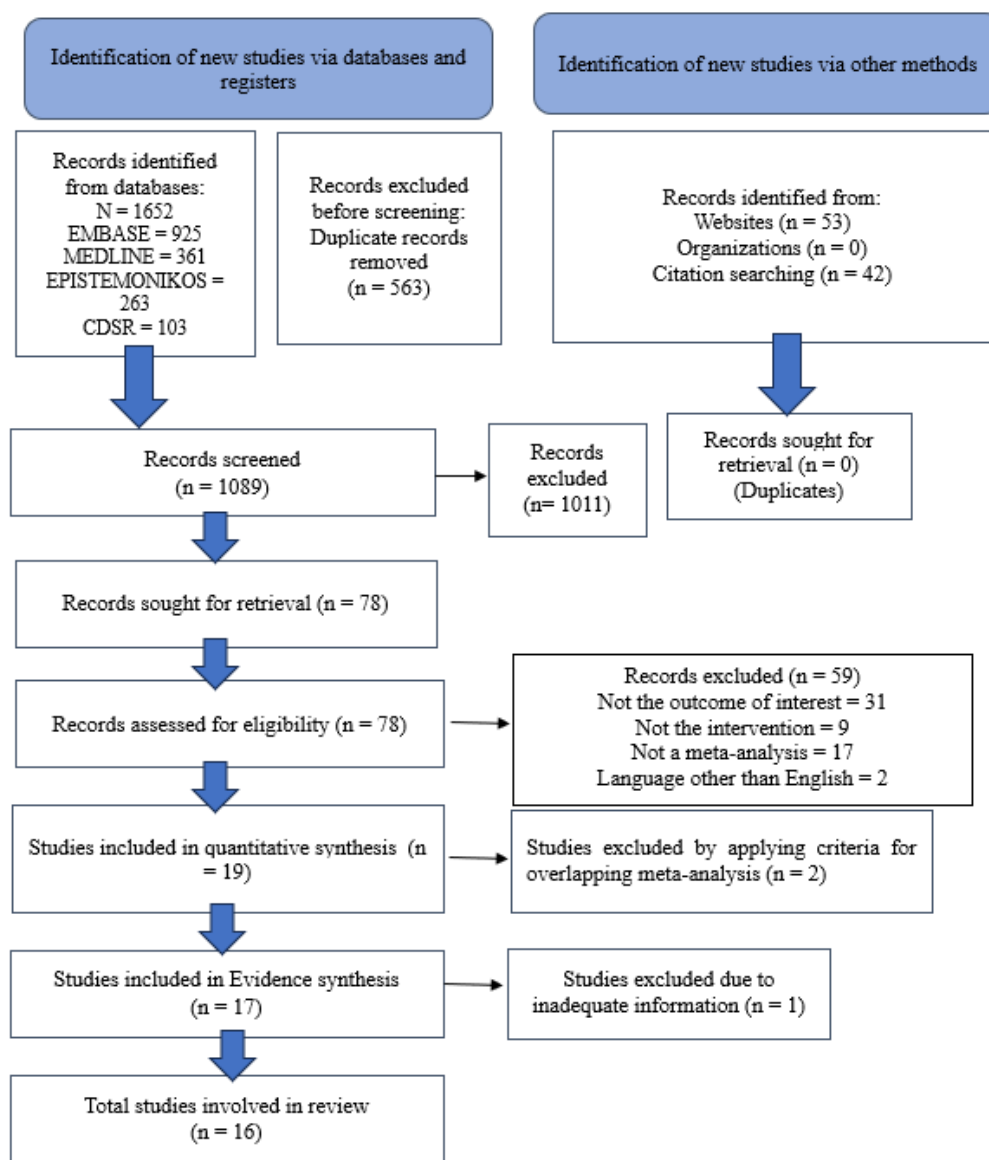 Identification of new studies via databases and
registers
Identification of new studies via other methods
Records identified
from databases:
N = 1652
EMBASE = 925
MEDLINE = 361
EPISTEMONIKOS =
263
CDSR = 103
Records excluded
before screening:
Duplicate records
removed
(n = 563)
Records identified from:
Websites (n = 53)
Organizations (n = 0)
Citation searching (n = 42)
Records screened
(n = 1089)
Records
excluded
(n= 1011)
Records sought for
retrieval (n = 0)
(Duplicates)
Records sought for retrieval (n = 78)
Records assessed for eligibility (n = 78)
Records excluded (n = 59)
Not the outcome of interest = 31
Not the intervention = 9
Not a meta-analysis = 17
Language other than English = 2
Studies included in quantitative synthesis (n
= 19)
Studies excluded by applying criteria for
overlapping meta-analysis (n = 2)
Studies included in Evidence synthesis
(n = 17)
Studies excluded due to
inadequate information (n = 1)
Total studies involved in review
(n = 16)